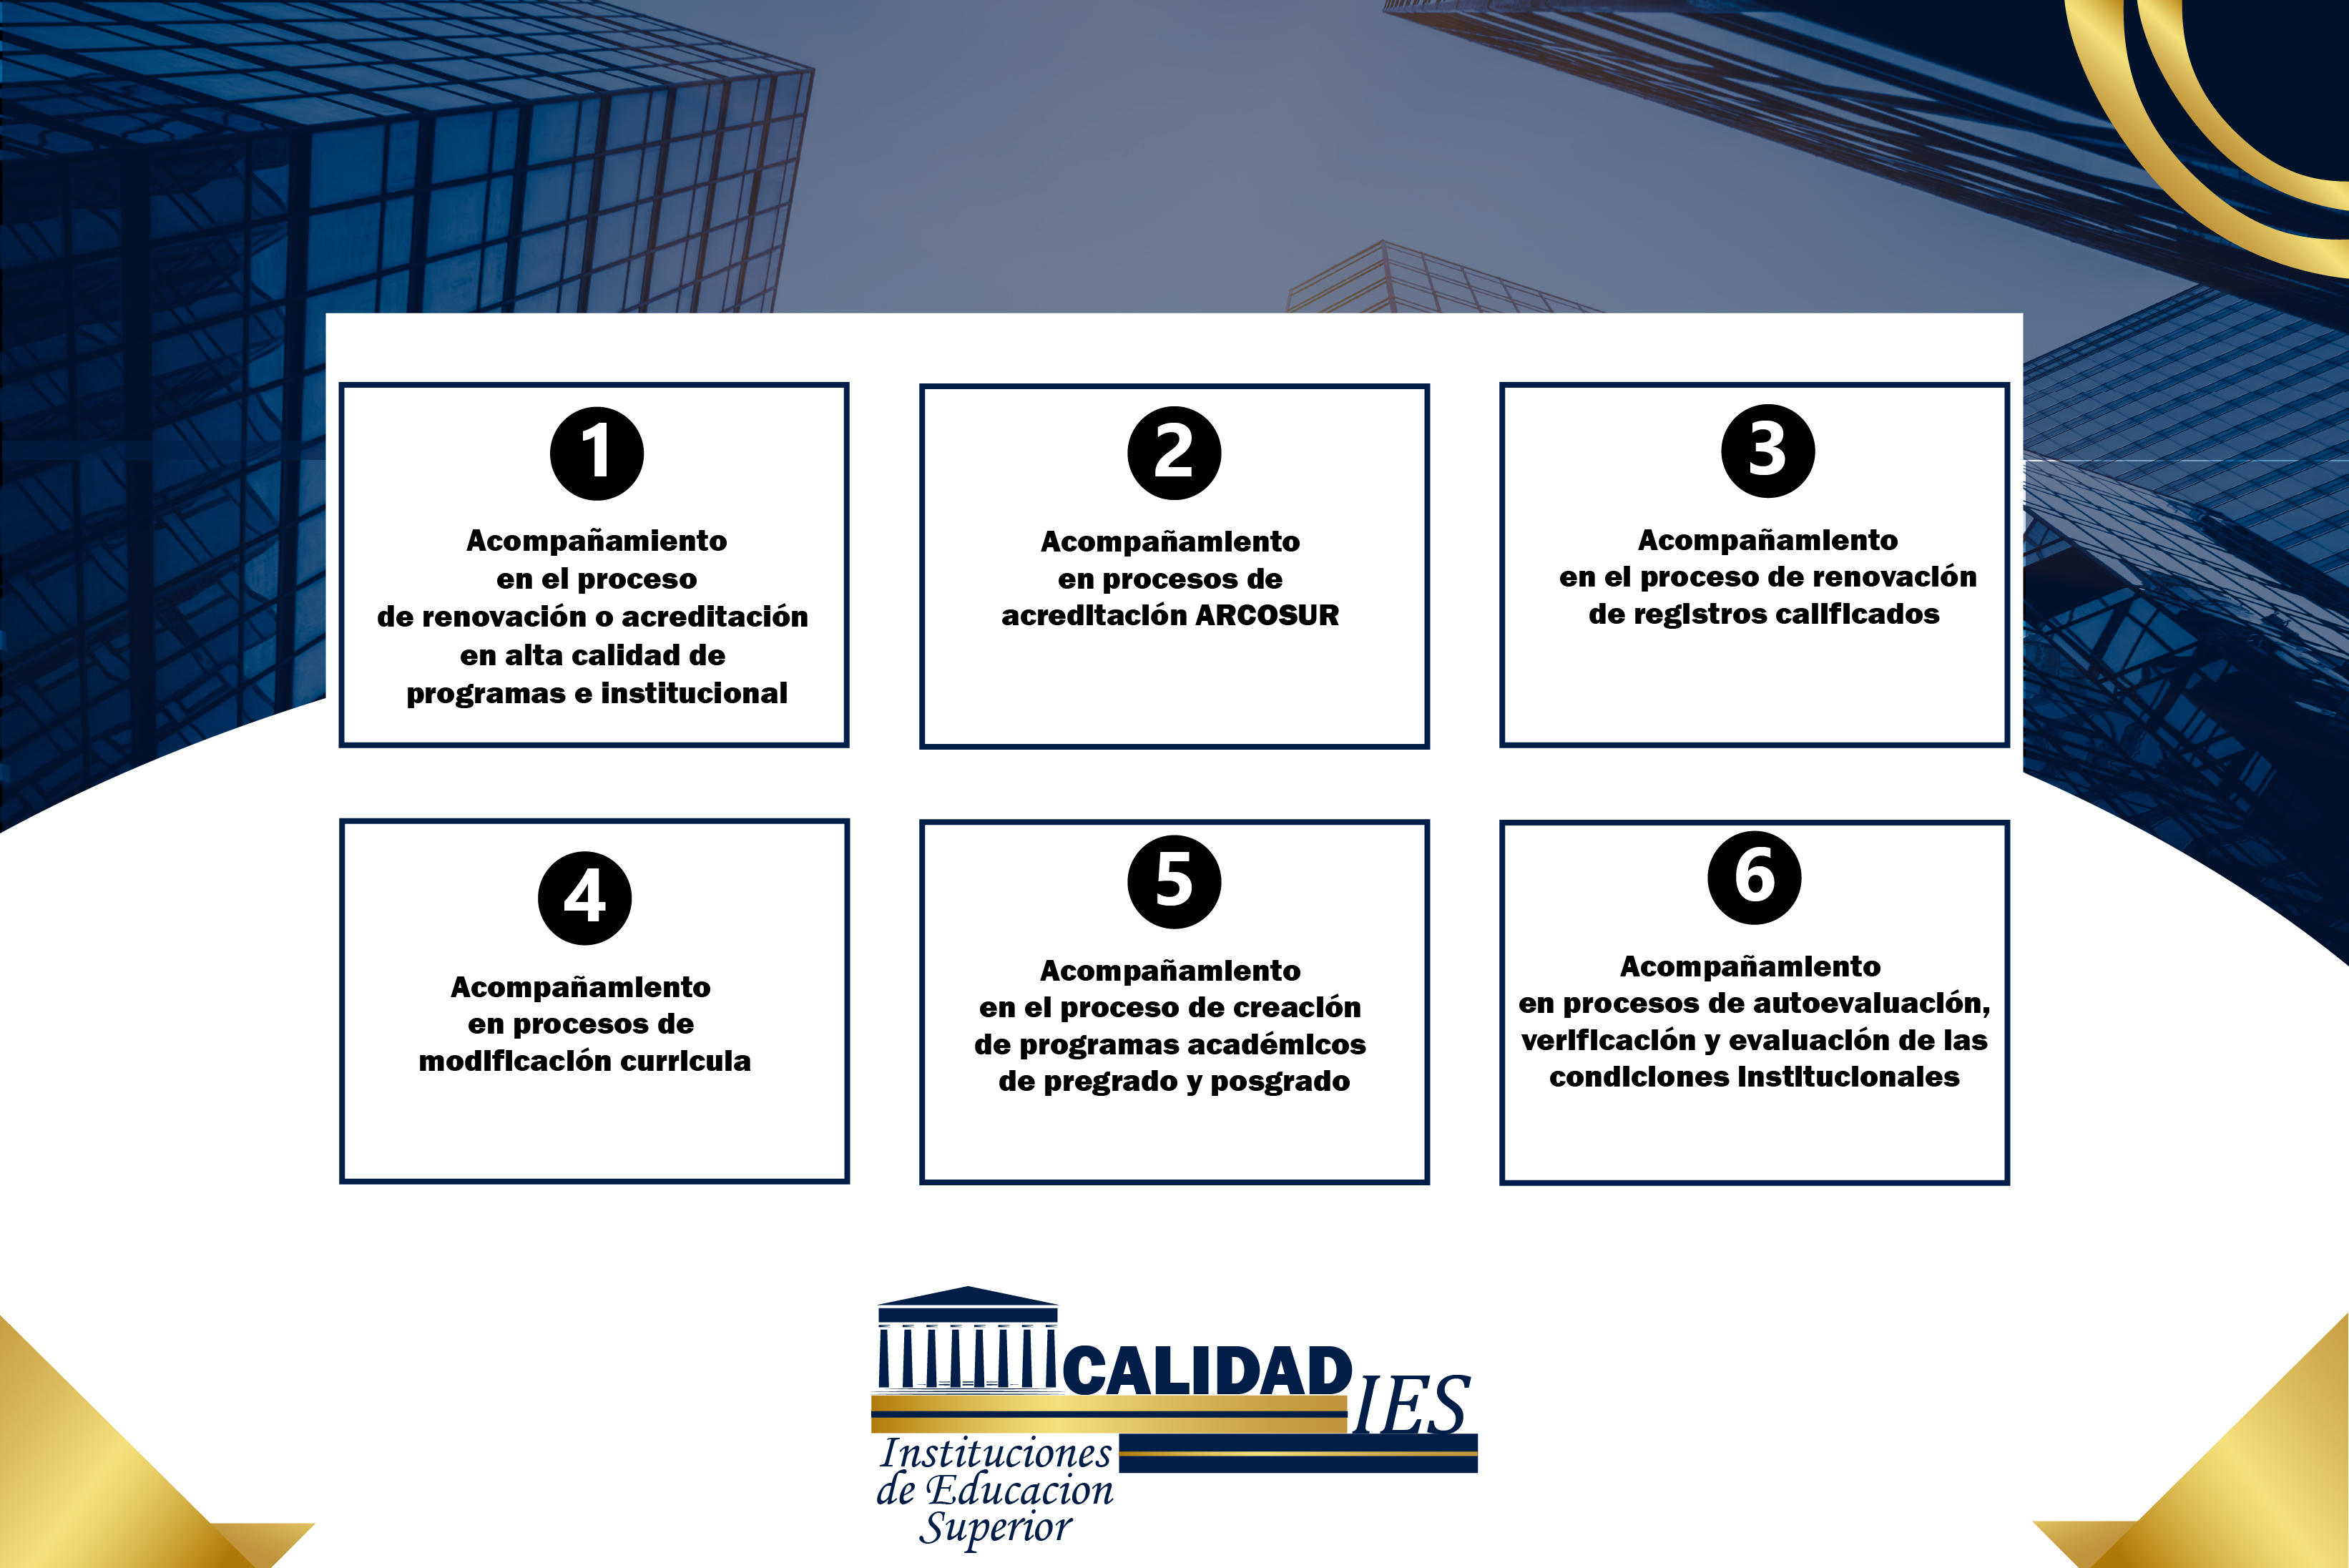 1
Acompañamiento
en el proceso
de renovación o acreditación
en alta calidad de
programas e institucional
2
Acompañamiento
en procesos de
acreditación ARCOSUR
3
Acompañamiento
en el proceso de renovación
de registros calificados
4
Acompañamiento
en procesos de
modificación curricula
5
Acompañamiento
en el proceso de creación
de programas académicos
de pregrado y posgrado
6
Acompañamiento
en procesos de autoevaluación,
verificación y evaluación de las
condiciones institucionales
CALIDAD IES
Instituciones
de Educacion
Superior